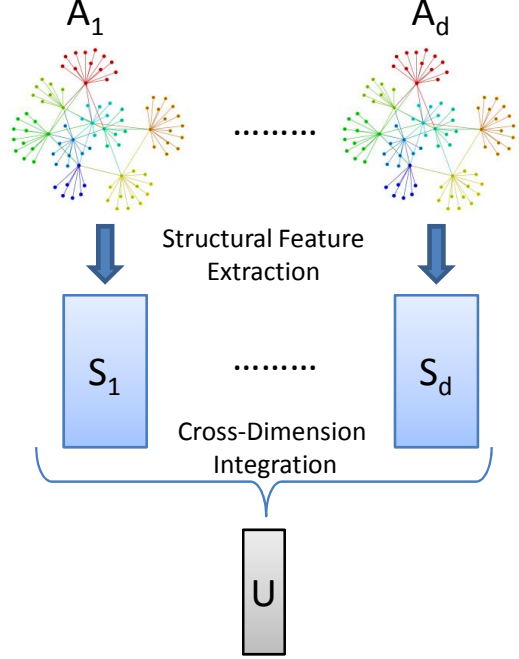 A1 Ad
.........
Structural Feature
Extraction
S1 ......... Sd
Cross-Dimension
Integration
U